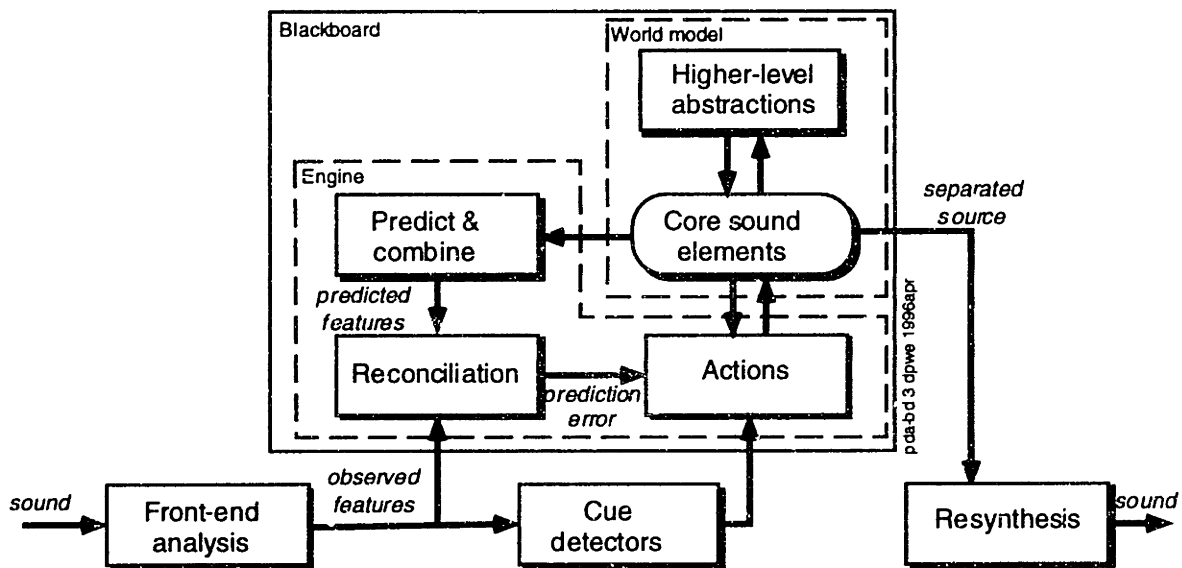 Blackboard
World model
Higher-level
abstractions
Engine
Predict &
combine
Core sound
elements
separated
source
predicted
features
Reconciliation
prediction
error
Actions
pda-bd 3 dpwe 1996apr
sound
Front-end
analysis
observed
features
Cue
detectors
Resynthesis
sound